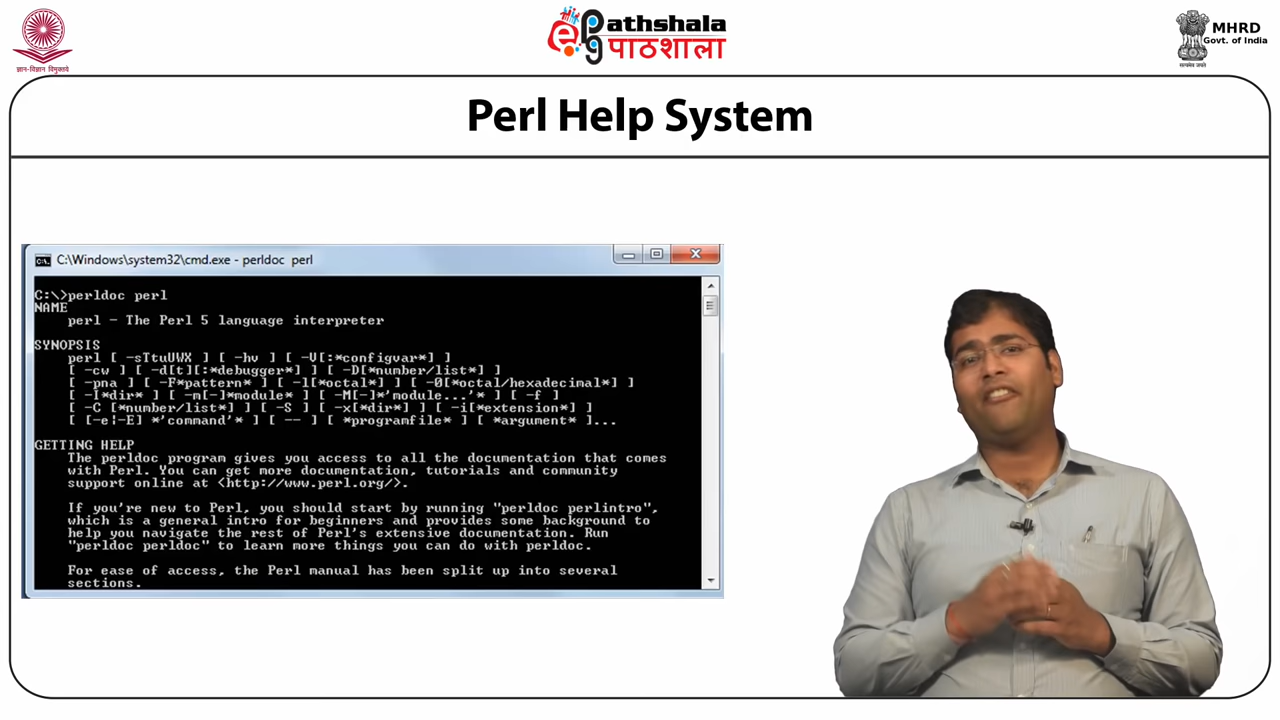 ज्ञान-विज्ञान विमुक्तये
ePg
athshala
पाठशाला
MHRD
Govt. of India
सत्यमेव जयते
Perl Help System
C:\Windows\system32\cmd.exe - perldoc  perl
C:\>perldoc perl
NAME
perl - The Perl 5 language interpreter
SYNOPSIS
perl [ -sTtuUWX ] [ -hv ] [ -V[:*configvar*] ]
[ -cw ] [ -d[t][:*debugger*] ] [ -D[*number/list*] ]
[ -pna ] [ -F*pattern* ] [ -l[*octal*] ] [ -0[*octal/hexadecimal*] ]
[ -I*dir* ] [ -m[-]*module* ] [ -M[-]*'module...'* ] [ -f ]
[ -C [*number/list*] ] [ -S ] [ -x[*dir*] ] [ -i[*extension*] ]
[ [-e|-E] *'command'* ] [ -- ] [ *programfile* ] [ *argument* ]...
GETTING HELP
The perldoc program gives you access to all the documentation that comes
with Perl. You can get more documentation, tutorials and community
support online at <http://www.perl.org/>.
If you're new to Perl, you should start by running "perldoc perlintro",
which is a general intro for beginners and provides some background to
help you navigate the rest of Perl's extensive documentation. Run
"perldoc perldoc" to learn more things you can do with perldoc.
For ease of access, the Perl manual has been split up into several
sections.